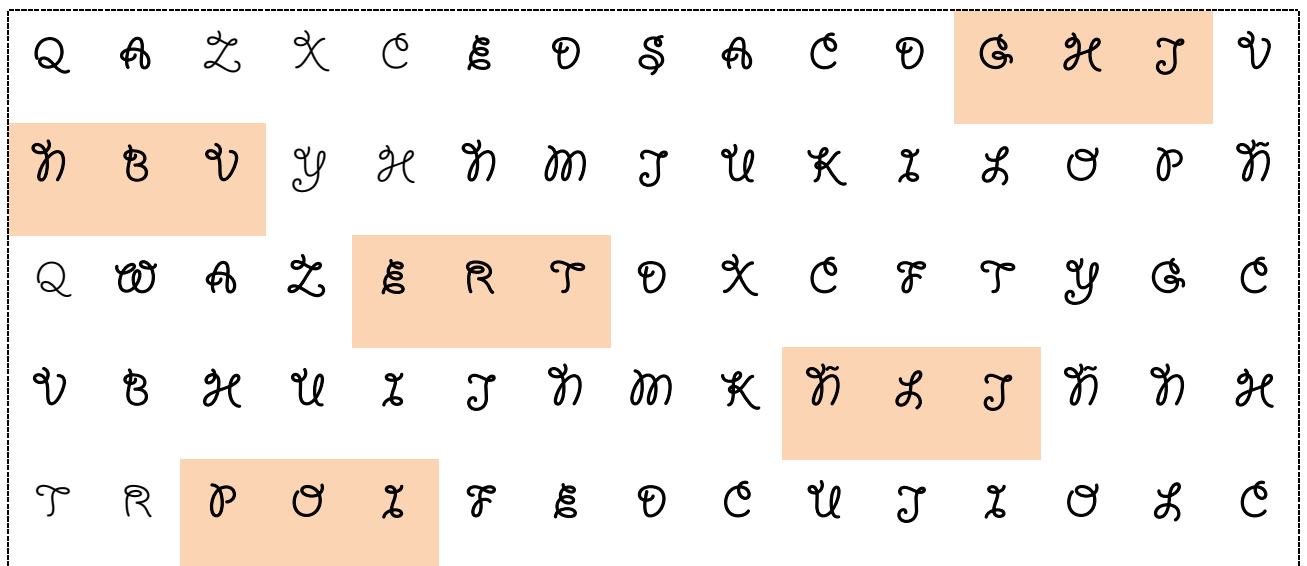 Q A Z X C E D S A C D G H J V
N B V Y H N M J U K I L O P Ñ
Q W A Z E R T D X C F T Y G C
V B H U I J N M K Ñ L J Ñ N H
T R P O I F E D C U J I O L C